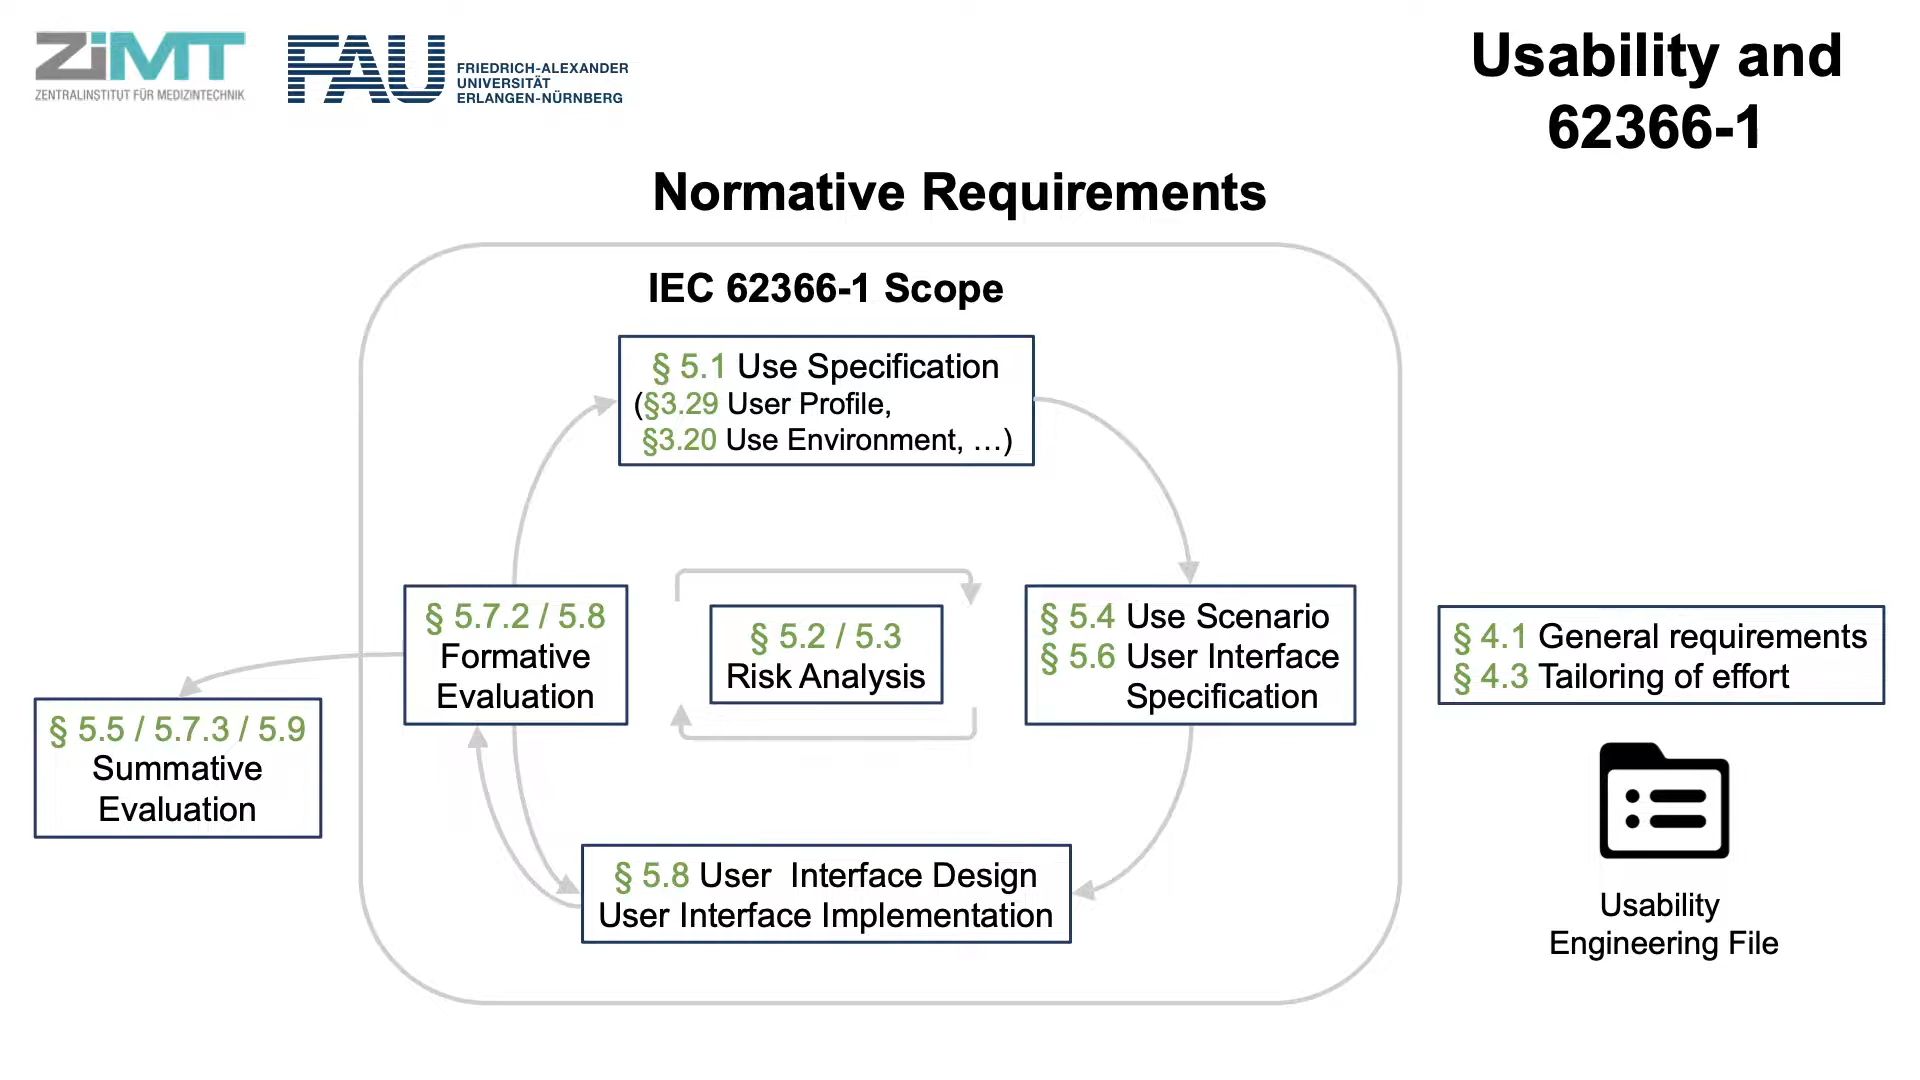 ZiMT
ZENTRALINSTITUT FÜR MEDIZINTECHNIK
FAU
FRIEDRICH-ALEXANDER
UNIVERSITÄT
ERLANGEN-NÜRNBERG
Usability and
62366-1
Normative Requirements
IEC 62366-1 Scope
§ 5.1 Use Specification
(§3.29 User Profile,
§3.20 Use Environment, …)
§ 5.7.2 / 5.8
Formative
Evaluation
§ 5.2 / 5.3
Risk Analysis
§ 5.4 Use Scenario
§ 5.6 User Interface
Specification
§ 4.1 General requirements
§ 4.3 Tailoring of effort
§ 5.5 / 5.7.3 / 5.9
Summative
Evaluation
§ 5.8 User  Interface Design
User Interface Implementation
Usability
Engineering File